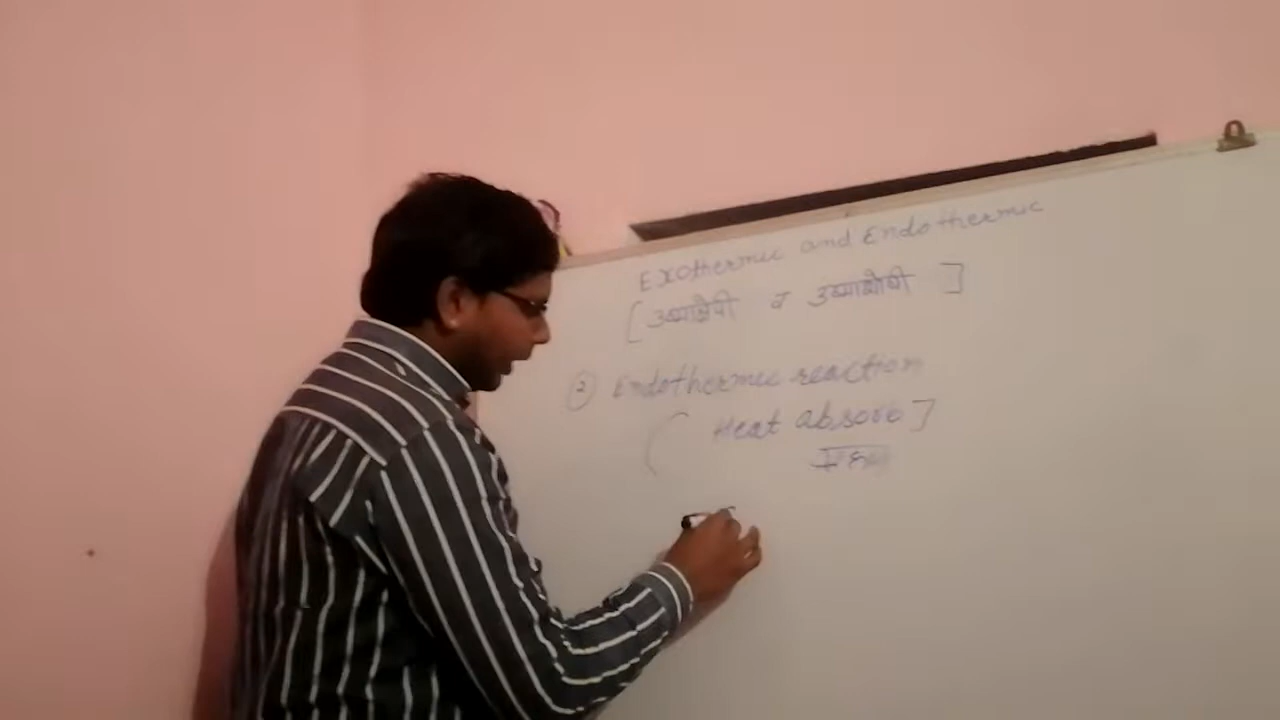 Exothermic and Endothermic
[ उष्माक्षेपी व उष्माशोषी ]
② Endothermic reaction
( Heat absorb ]